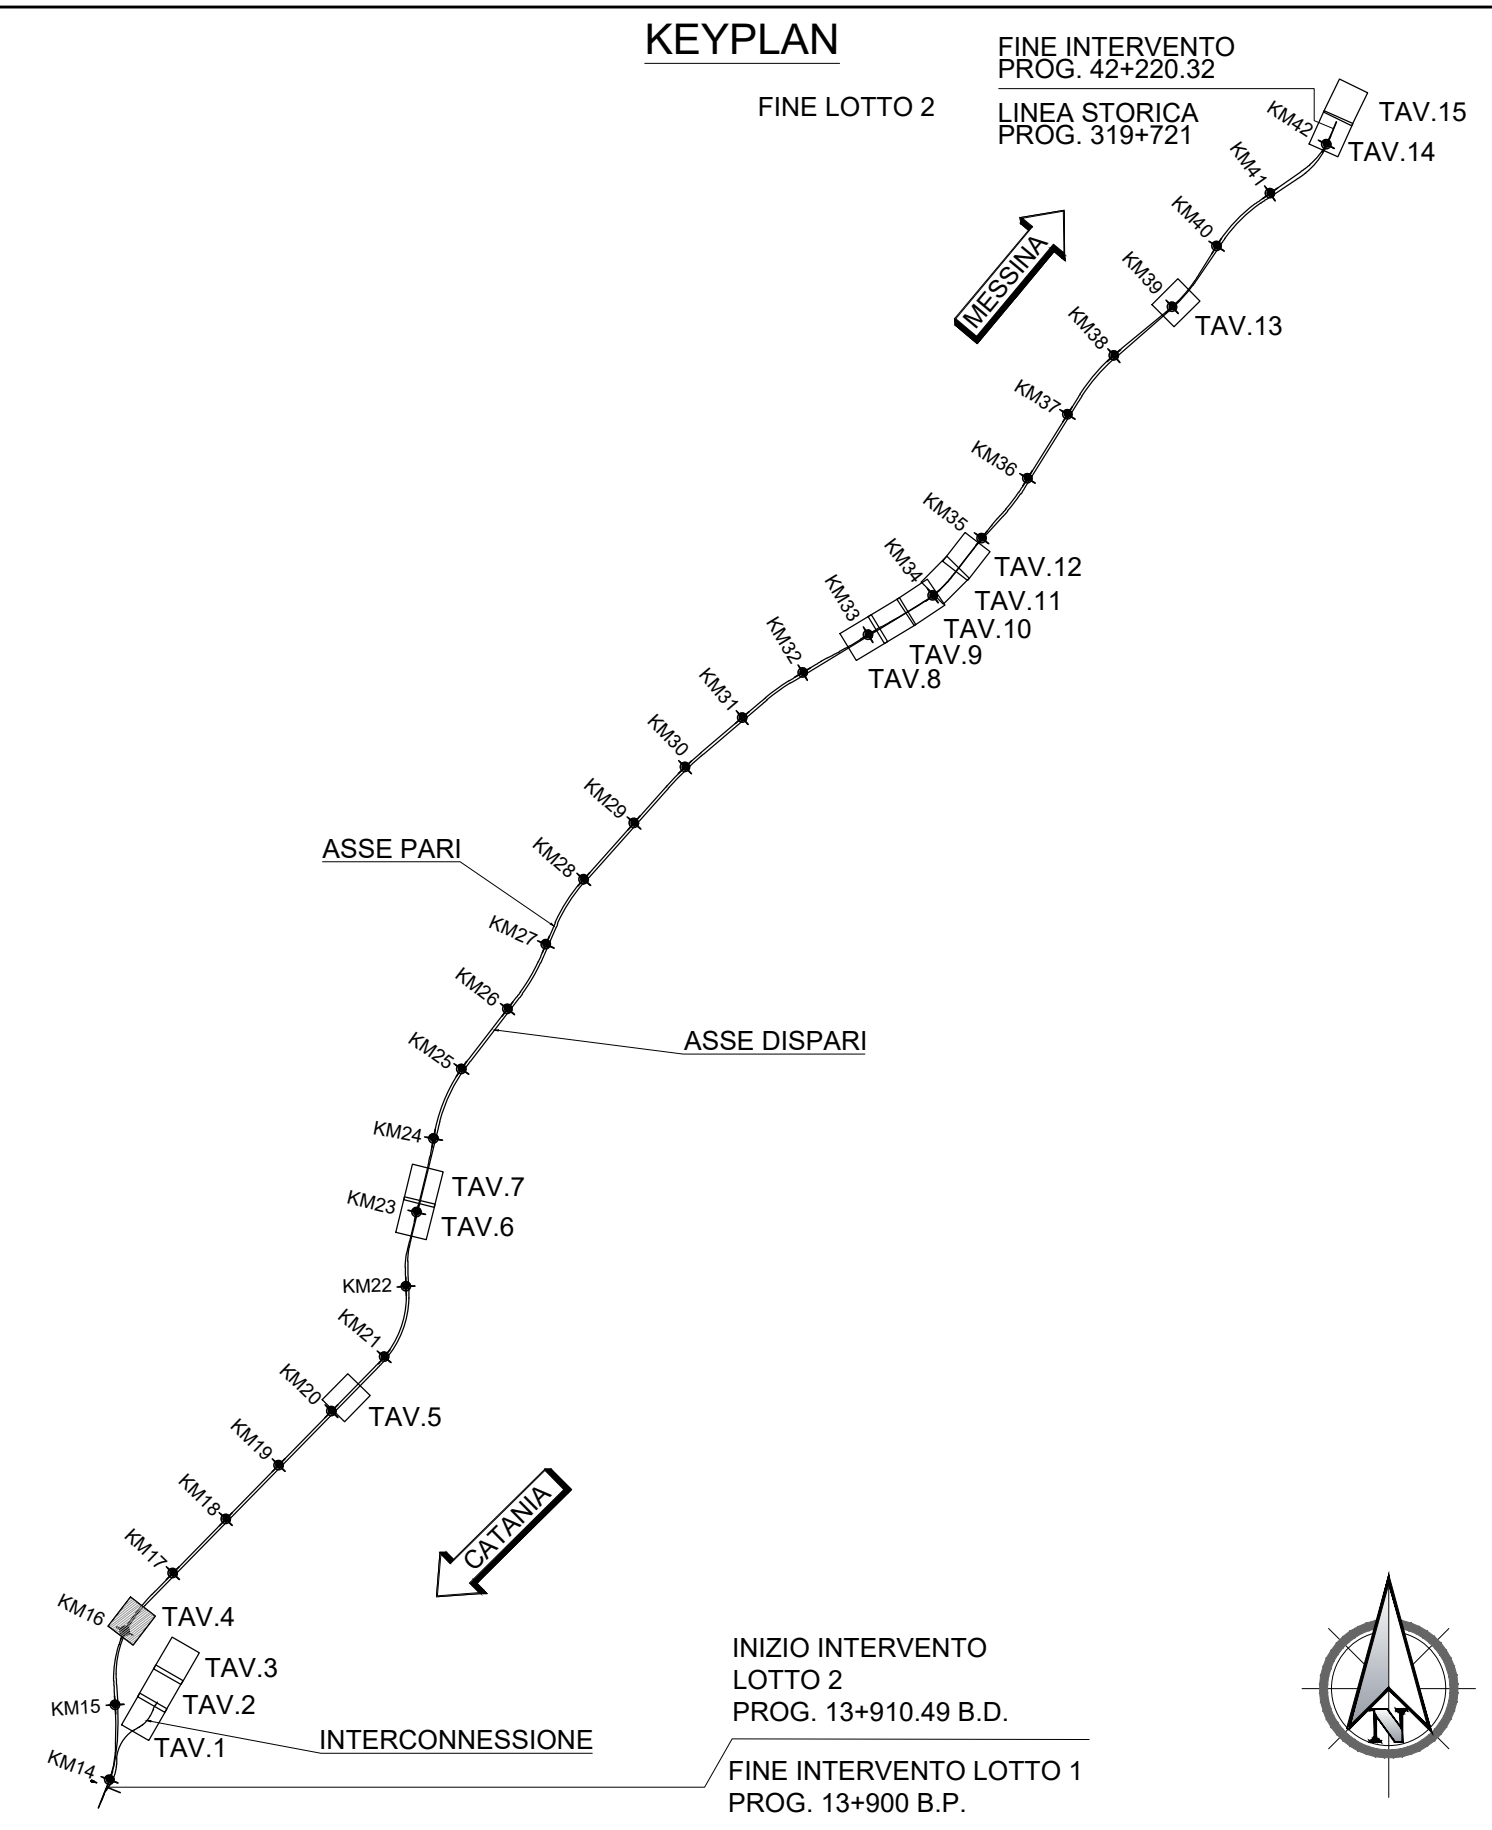 KEYPLAN
FINE INTERVENTO
PROG. 42+220.32
FINE LOTTO 2
LINEA STORICA
PROG. 319+721
KM42
TAV.15
TAV.14
KM41
KM40
MESSINA
KM39
TAV.13
KM38
KM37
KM36
KM35
TAV.12
KM34
TAV.11
KM33
TAV.10
TAV.9
TAV.8
KM32
KM31
KM30
KM29
ASSE PARI
KM28
KM27
KM26
ASSE DISPARI
KM25
KM24
TAV.7
KM23
TAV.6
KM22
KM21
KM20
TAV.5
KM19
KM18
CATANIA
KM17
KM16
TAV.4
TAV.3
KM15
TAV.2
TAV.1
INTERCONNESSIONE
KM14
INIZIO INTERVENTO
LOTTO 2
PROG. 13+910.49 B.D.
FINE INTERVENTO LOTTO 1
PROG. 13+900 B.P.
N